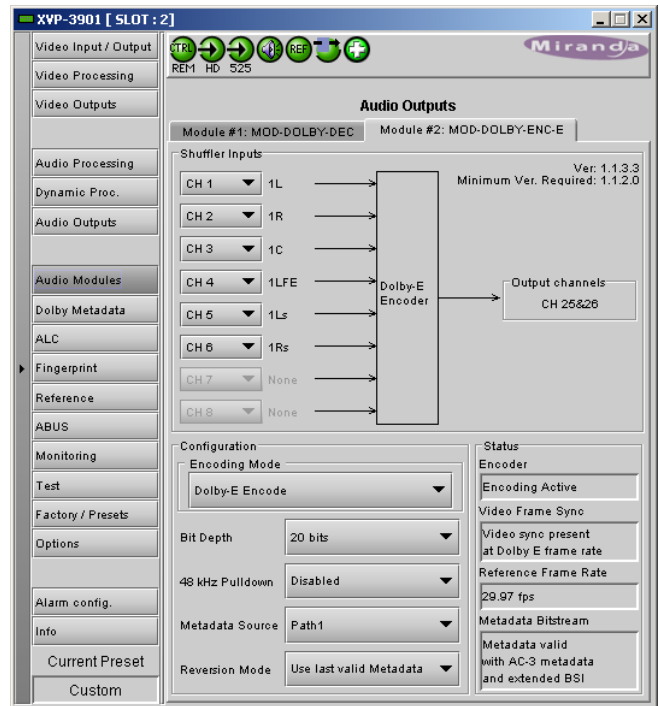 XVP-3901 [ SLOT : 2]
Video Input / Output
Video Processing
Video Outputs
Audio Processing
Dynamic Proc.
Audio Outputs
Audio Modules
Dolby Metadata
ALC
Fingerprint
Reference
ABUS
Monitoring
Test
Factory / Presets
Options
Alarm config.
Info
Current Preset
Custom
CTRL
REF
REM HD 525
Miranda
Audio Outputs
Module #1: MOD-DOLBY-DEC
Module #2: MOD-DOLBY-ENC-E
Shuffler Inputs
Ver: 1.1.3.3
Minimum Ver. Required: 1.1.2.0
CH 1 1L
CH 2 1R
CH 3 1C
CH 4 1LFE
CH 5 1Ls
CH 6 1Rs
CH 7 None
CH 8 None
Dolby-E
Encoder
Output channels
CH 25&26
Configuration
Encoding Mode
Dolby-E Encode
Bit Depth 20 bits
48 kHz Pulldown Disabled
Metadata Source Path1
Reversion Mode Use last valid Metadata
Status
Encoder
Encoding Active
Video Frame Sync
Video sync present
at Dolby E frame rate
Reference Frame Rate
29.97 fps
Metadata Bitstream
Metadata valid
with AC-3 metadata
and extended BSI